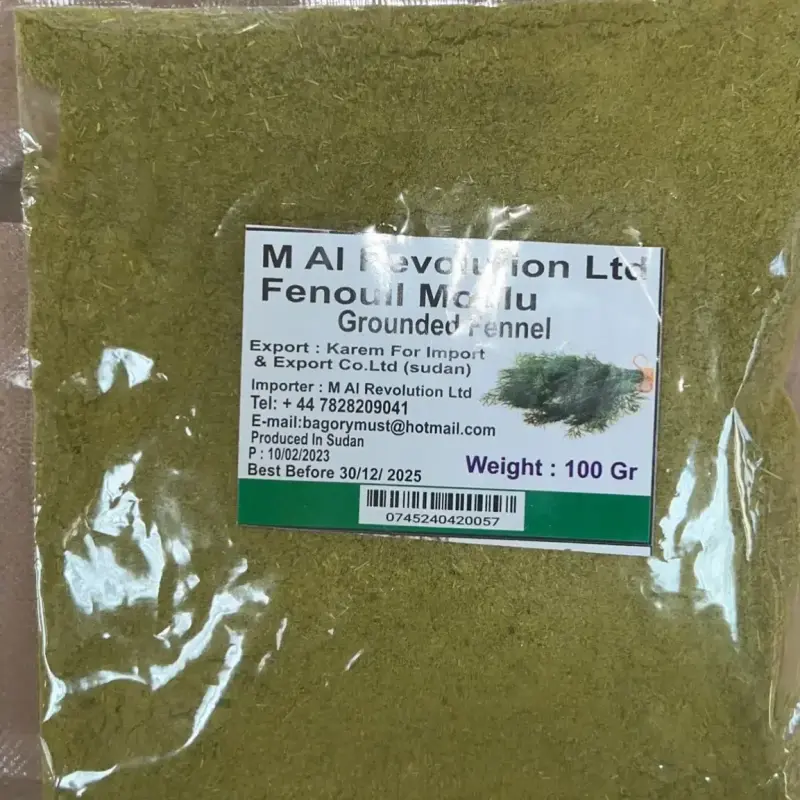 M Al Revolution Ltd
Fenouil Mo
Grounded Fennel
Export : Karem For Import
& Export Co.Ltd (sudan)
Importer : M Al Revolution Ltd
Tel: + 44 7828209041
E-mail:bagorymust@hotmail.com
Produced In Sudan
P : 10/02/2023
Best Before 30/12/ 2025
Weight : 100 Gr
0745240420057